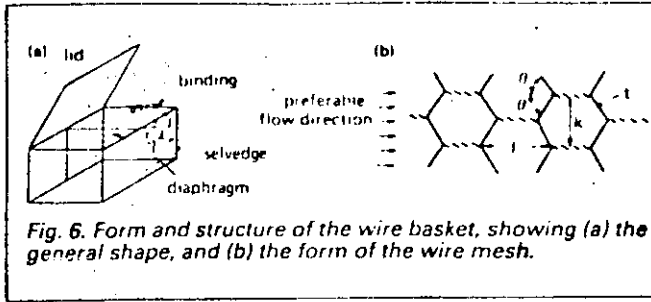 (a)
lid
binding
selvedge
diaphragm
(b)
preferable
flow direction
θ
θ
t
k
Fig. 6. Form and structure of the wire basket, showing (a) the
general shape, and (b) the form of the wire mesh.